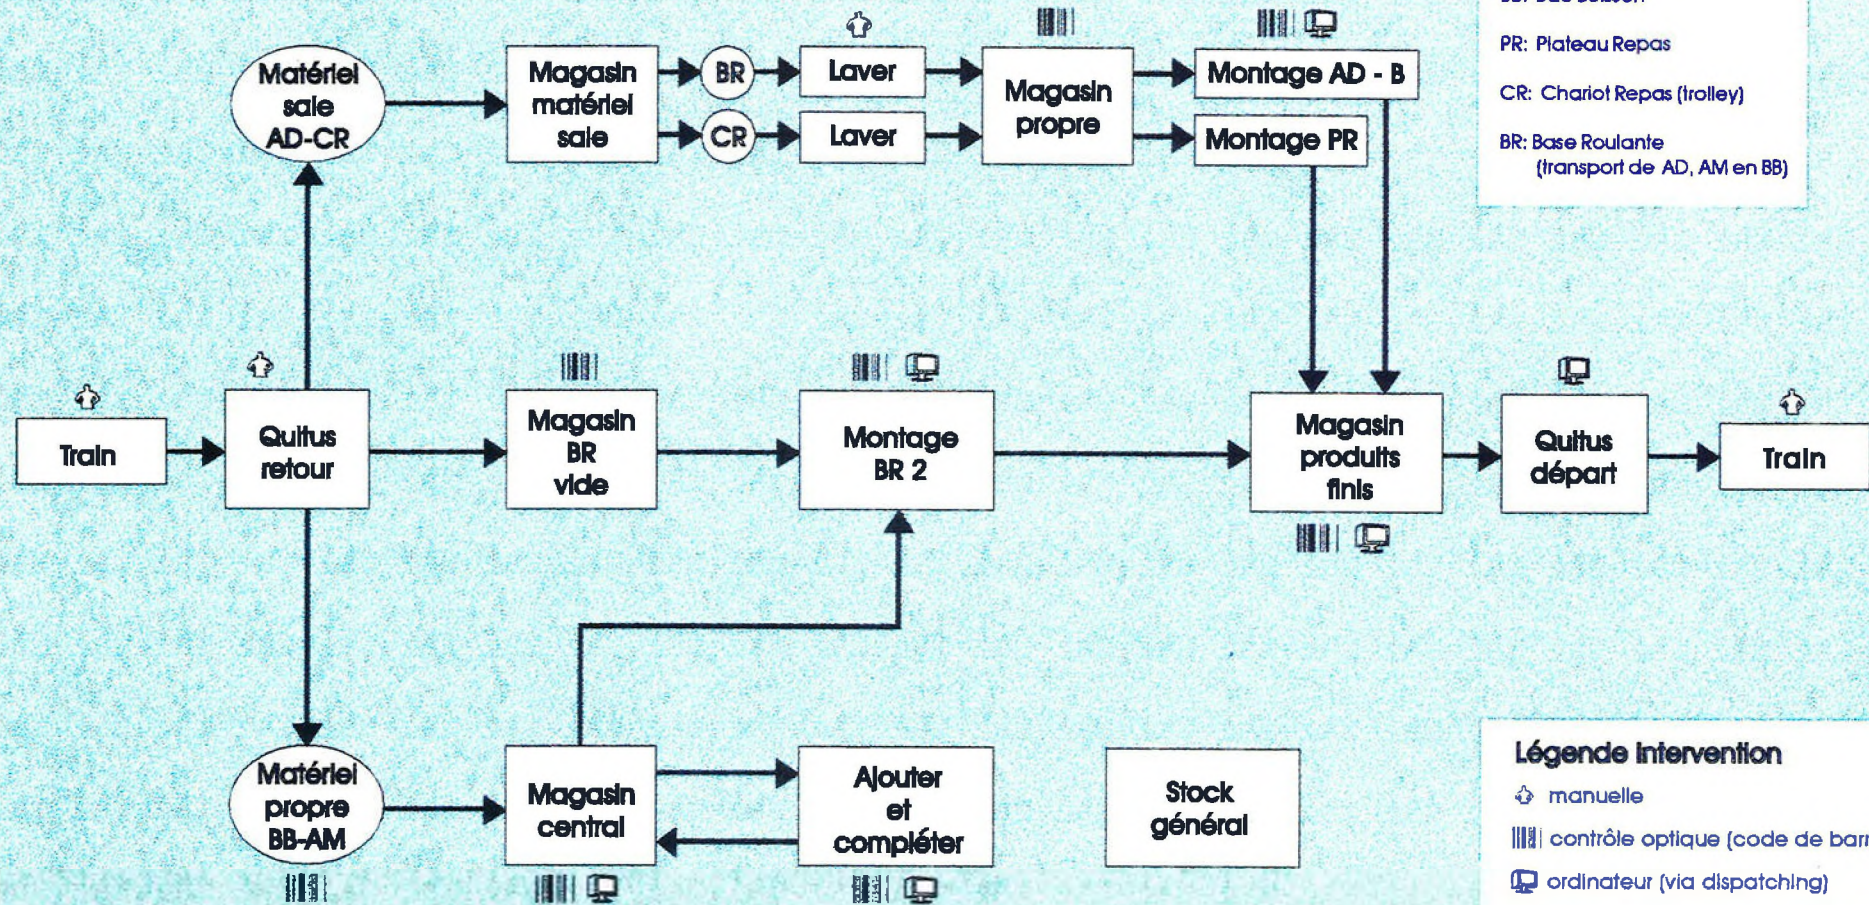 PR: Plateau Repas
CR: Chariot Repas (trolley)
BR: Base Roulante
(transport de AD, AM en BB)
Matériel
sale
AD-CR
Magasin
matériel
sale
BR
CR
Laver
Laver
Magasin
propre
Montage AD - B
Montage PR
Train
Quitus
retour
Magasin
BR
vide
Montage
BR 2
Magasin
produits
finis
Quitus
départ
Train
Matériel
propre
BB-AM
Magasin
central
Ajouter
et
compléter
Stock
général
Légende intervention
manuelle
contrôle optique (code de barr
ordinateur (via dispatching)